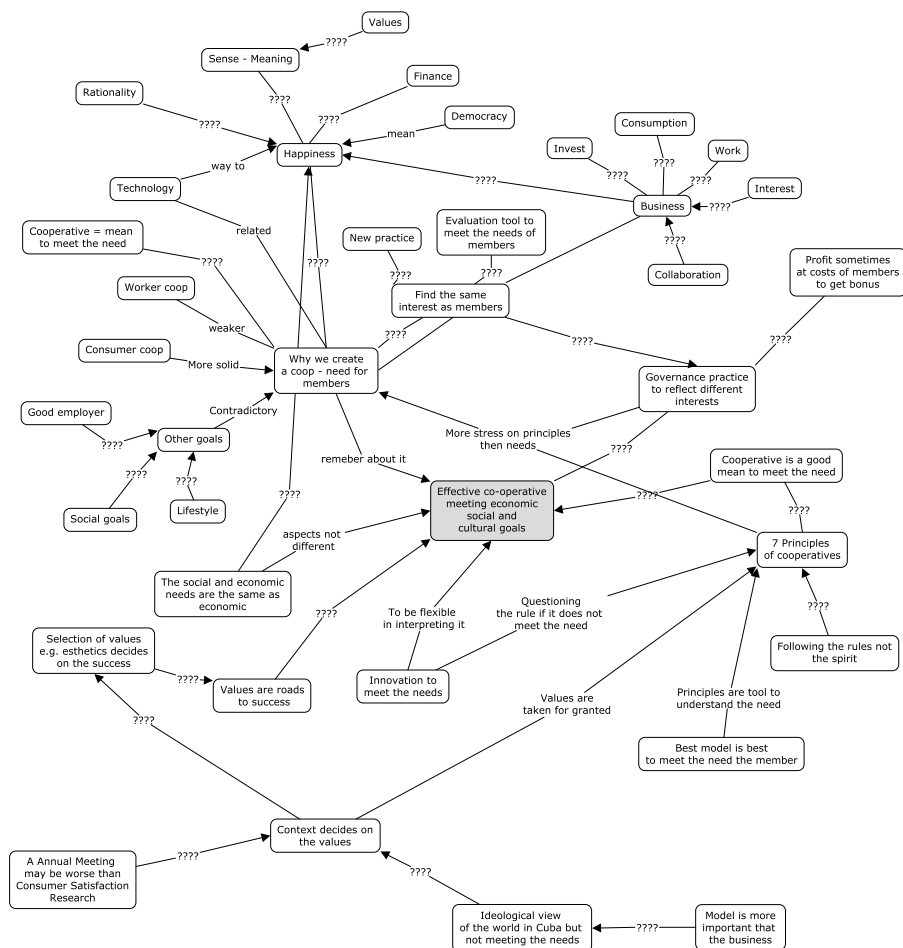 Values
????
Sense - Meaning
Finance
????
Rationality
????
????
Democracy
mean
Happiness
Consumption
Invest
????
Work
????
????
way to
????
Technology
Interest
Business
????
related
Evaluation tool to
meet the needs of
members
New practice
Cooperative = mean
to meet the need
????
Collaboration
Profit sometimes
at costs of members
to get bonus
????
????
????
????
Worker coop
Find the same
interest as members
weaker
????
????
????
Consumer coop
More solid
Why we create
a coop - need for
members
Governance practice
to reflect different
interests
Good employer
Contradictory
Other goals
????
More stress on principles
then needs
????
remeber about it
Cooperative is a good
mean to meet the need
????
????
Social goals
Lifestyle
????
????
????
Effective co-operative
meeting economic
social and
cultural goals
aspects not
different
7 Principles
of cooperatives
The social and economic
needs are the same as
economic
????
Questioning
the rule if it does not
meet the need
????
To be flexible
in interpreting it
Selection of values
e.g. esthetics decides
on the success
Following the rules not
the spirit
????
Values are roads
to success
Innovation to
meet the needs
Values are
taken for granted
Principles are tool to
understand the need
????
Best model is best
to meet the need the member
Context decides on
the values
????
A Annual Meeting
may be worse than
Consumer Satisfaction
Research
????
Ideological view
of the world in Cuba but
not meeting the needs
????
Model is more
important that
the business